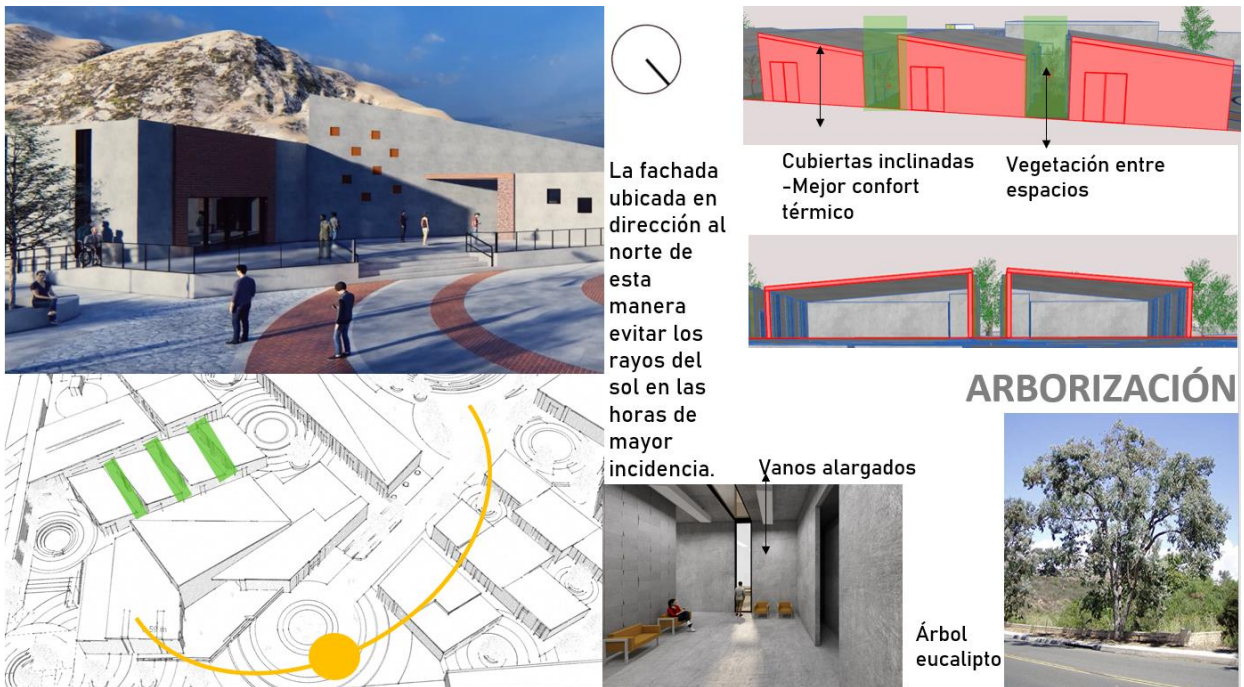 La fachada
ubicada en
dirección al
norte de
esta
manera
evitar los
rayos del
sol en las
horas de
mayor
incidencia.
Cubiertas inclinadas
-Mejor confort
térmico
Vegetación entre
espacios
ARBORIZACIÓN
Vanos alargados
Árbol
eucalipto